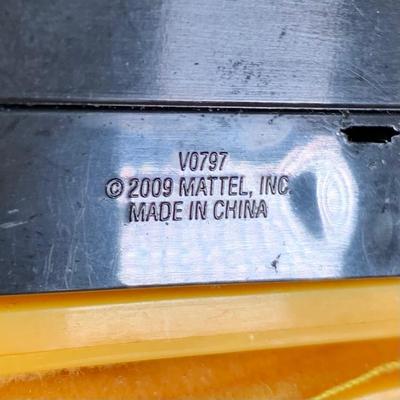 V0797
© 2009 MATTEL, INC.
MADE IN CHINA